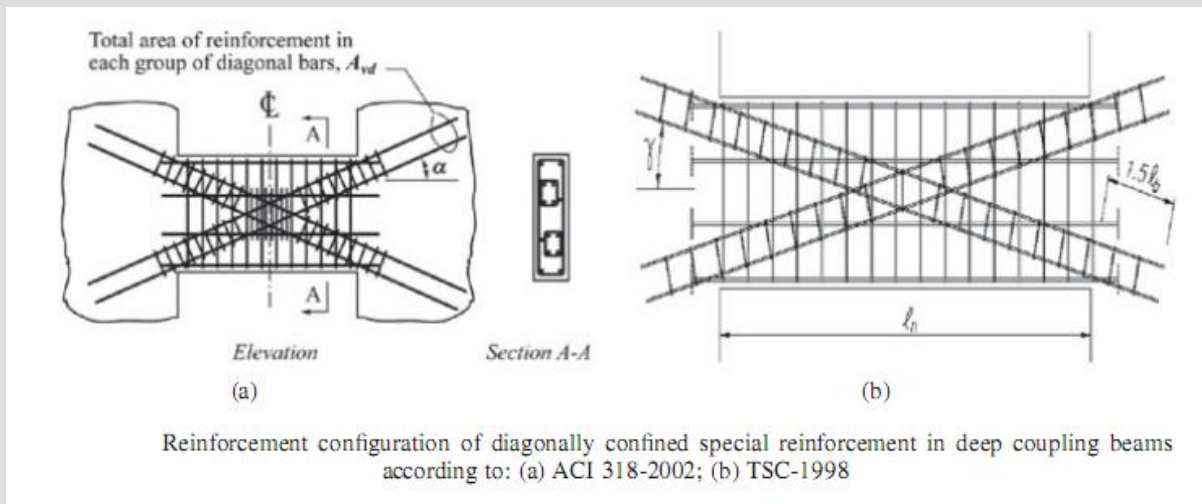 Total area of reinforcement in
each group of diagonal bars, Avd
℄
A
α
A
Elevation
Section A-A
(a)
γ
1.5lb
ln
(b)
Reinforcement configuration of diagonally confined special reinforcement in deep coupling beams
according to: (a) ACI 318-2002; (b) TSC-1998